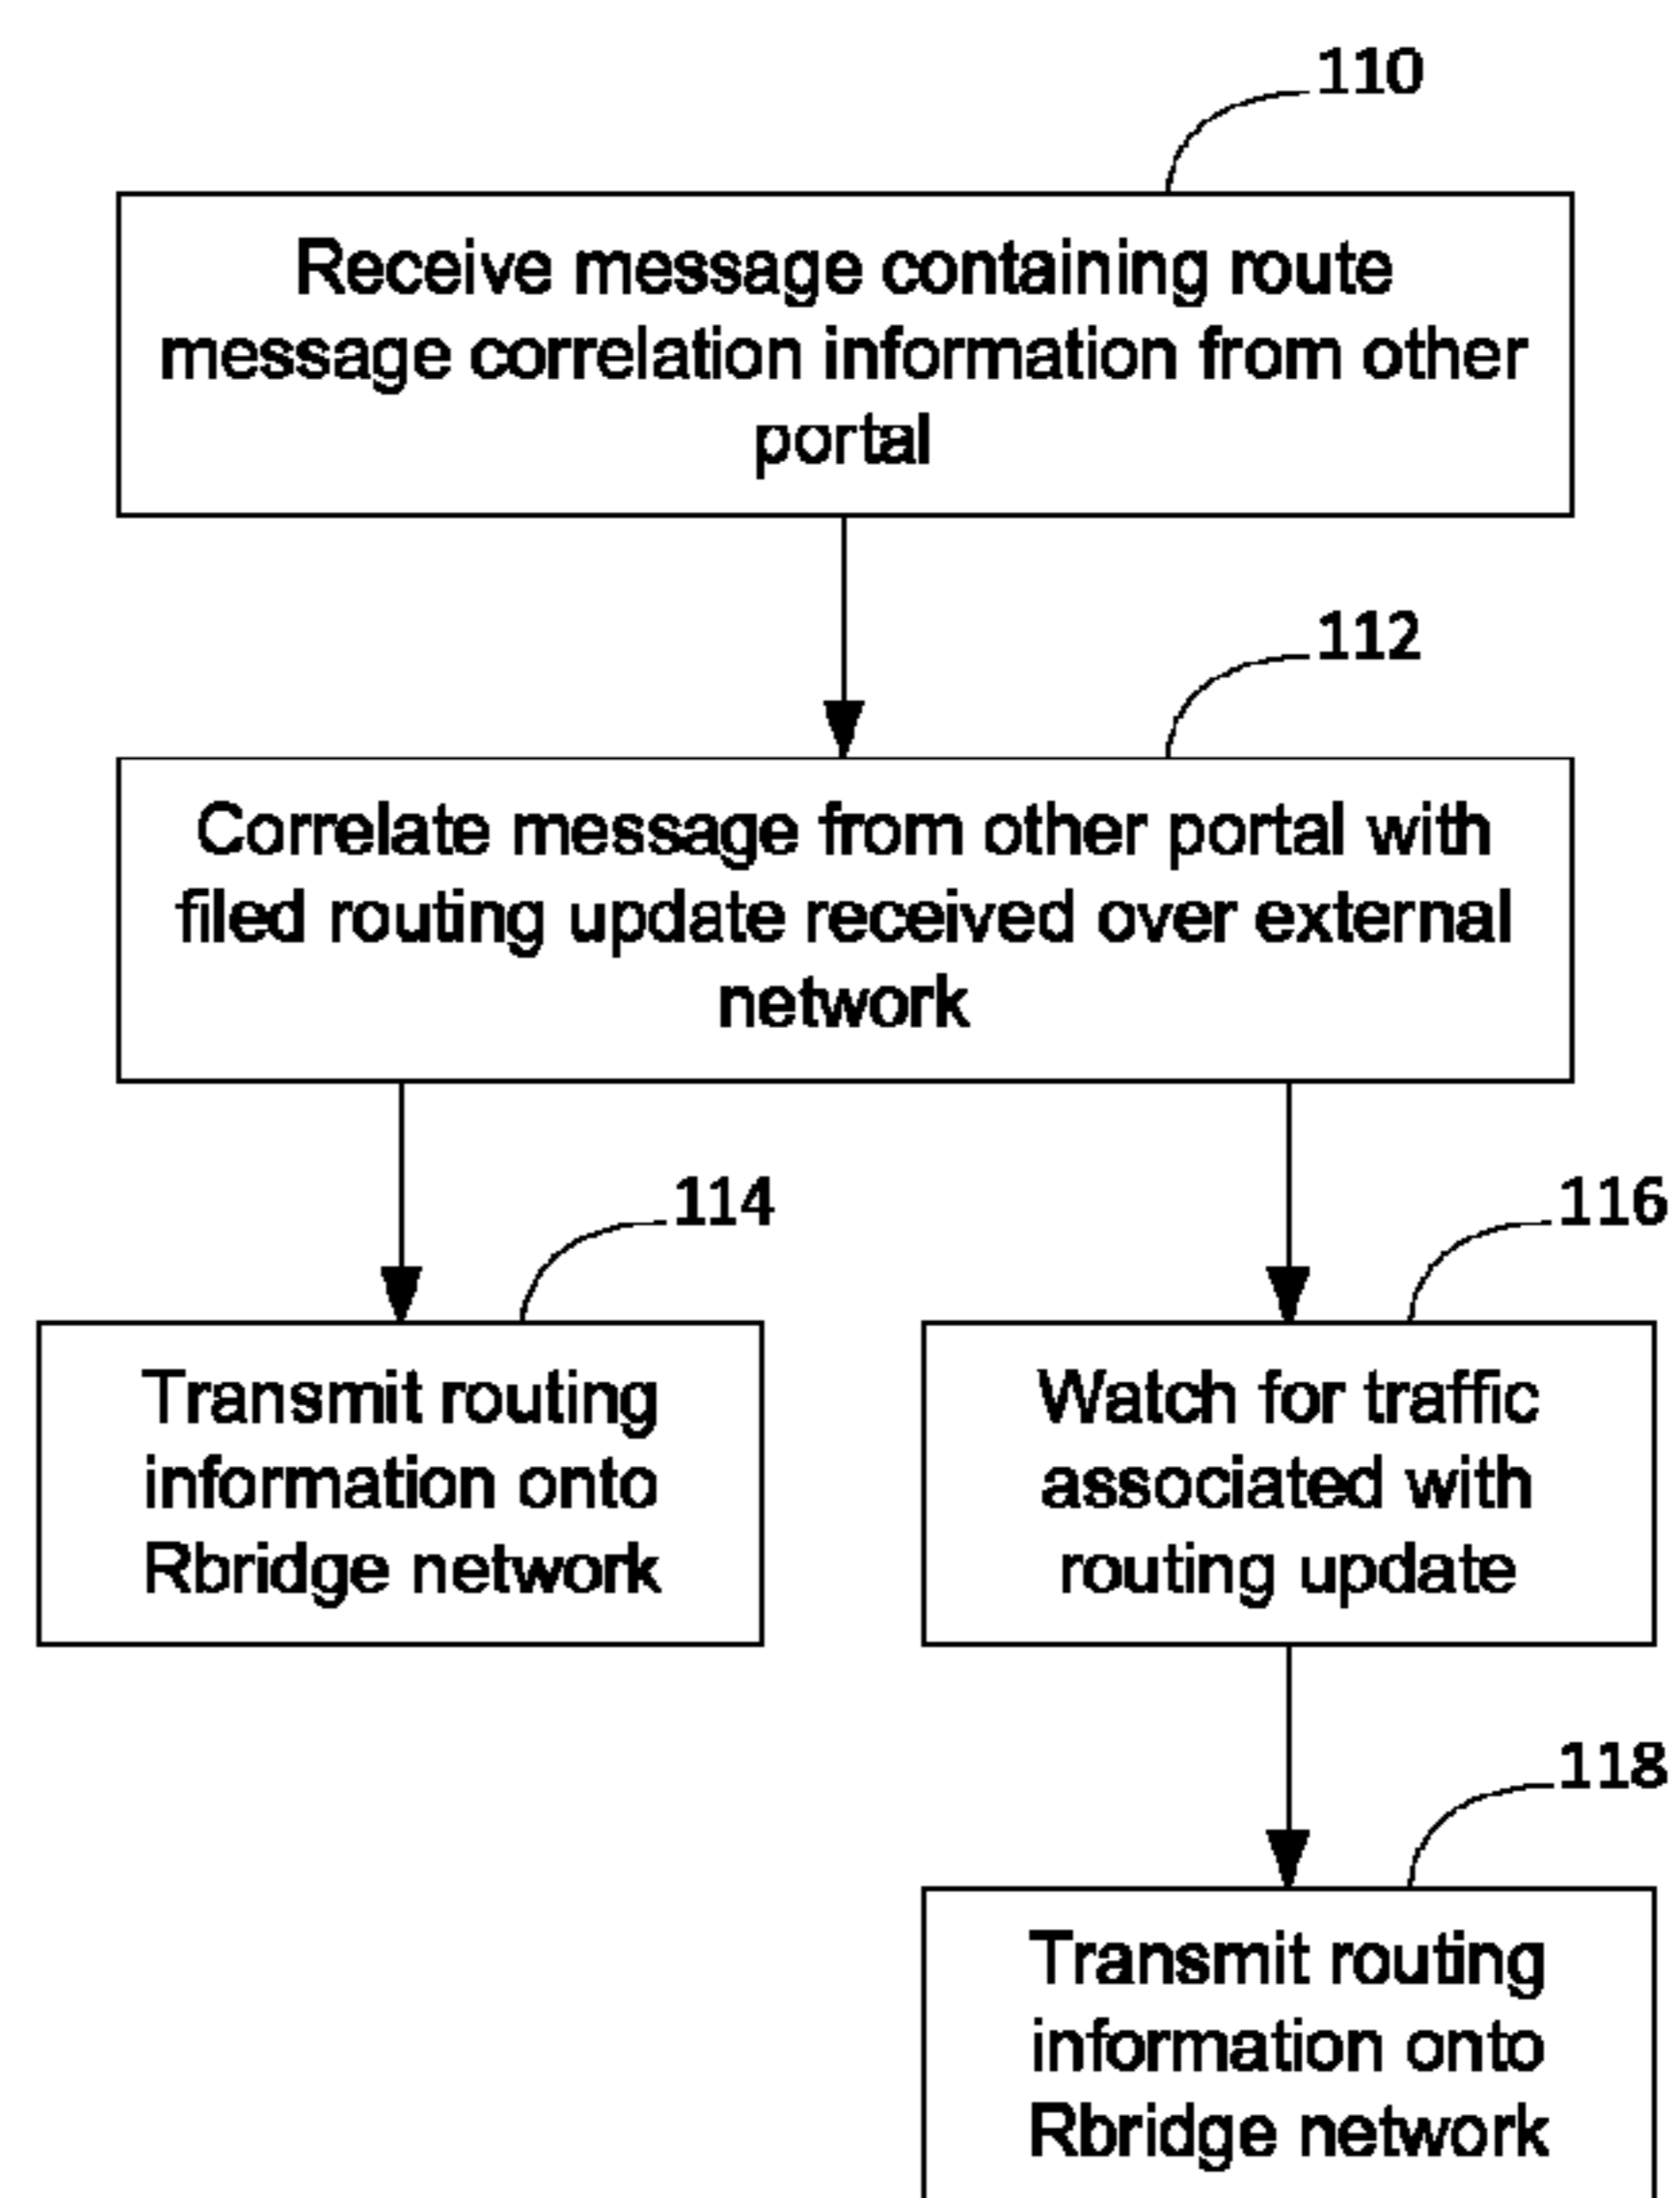 110
Receive message containing route
message correlation information from other
portal
112
Correlate message from other portal with
filed routing update received over external
network
114
Transmit routing
information onto
Rbridge network
116
Watch for traffic
associated with
routing update
118
Transmit routing
information onto
Rbridge network